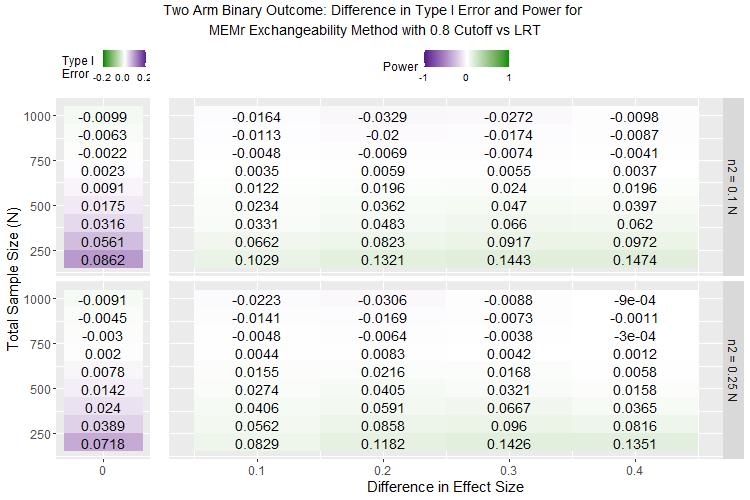 Two Arm Binary Outcome: Difference in Type I Error and Power for
MEMr Exchangeability Method with 0.8 Cutoff vs LRT
Type I
Error
-0.2 0.0 0.2
Power
-1 0 1
Total Sample Size (N)
1000
750
500
250
-0.0099 -0.0164 -0.0329 -0.0272 -0.0098
-0.0063 -0.0113 -0.02 -0.0174 -0.0087
-0.0022 -0.0048 -0.0069 -0.0074 -0.0041
0.0023 0.0035 0.0059 0.0055 0.0037
0.0091 0.0122 0.0196 0.024 0.0196
0.0175 0.0234 0.0362 0.047 0.0397
0.0316 0.0331 0.0483 0.066 0.062
0.0561 0.0662 0.0823 0.0917 0.0972
0.0862 0.1029 0.1321 0.1443 0.1474
n2 = 0.1 N
1000
750
500
250
-0.0091 -0.0223 -0.0306 -0.0088 -9e-04
-0.0045 -0.0141 -0.0169 -0.0073 -0.0011
-0.003 -0.0048 -0.0064 -0.0038 -3e-04
0.002 0.0044 0.0083 0.0042 0.0012
0.0078 0.0155 0.0216 0.0168 0.0058
0.0142 0.0274 0.0405 0.0321 0.0158
0.024 0.0406 0.0591 0.0667 0.0365
0.0389 0.0562 0.0858 0.096 0.0816
0.0718 0.0829 0.1182 0.1426 0.1351
n2 = 0.25 N
0 0.1 0.2 0.3 0.4
Difference in Effect Size